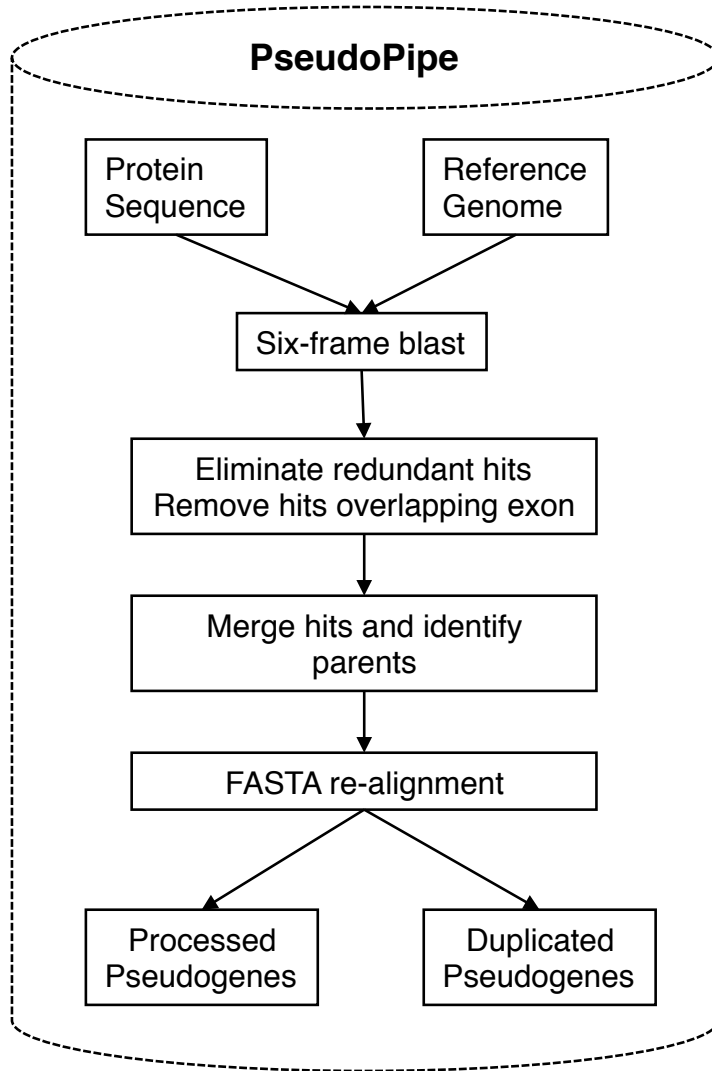 PseudoPipe
Protein
Sequence
Reference
Genome
Six-frame blast
Eliminate redundant hits
Remove hits overlapping exon
Merge hits and identify
parents
FASTA re-alignment
Processed
Pseudogenes
Duplicated
Pseudogenes